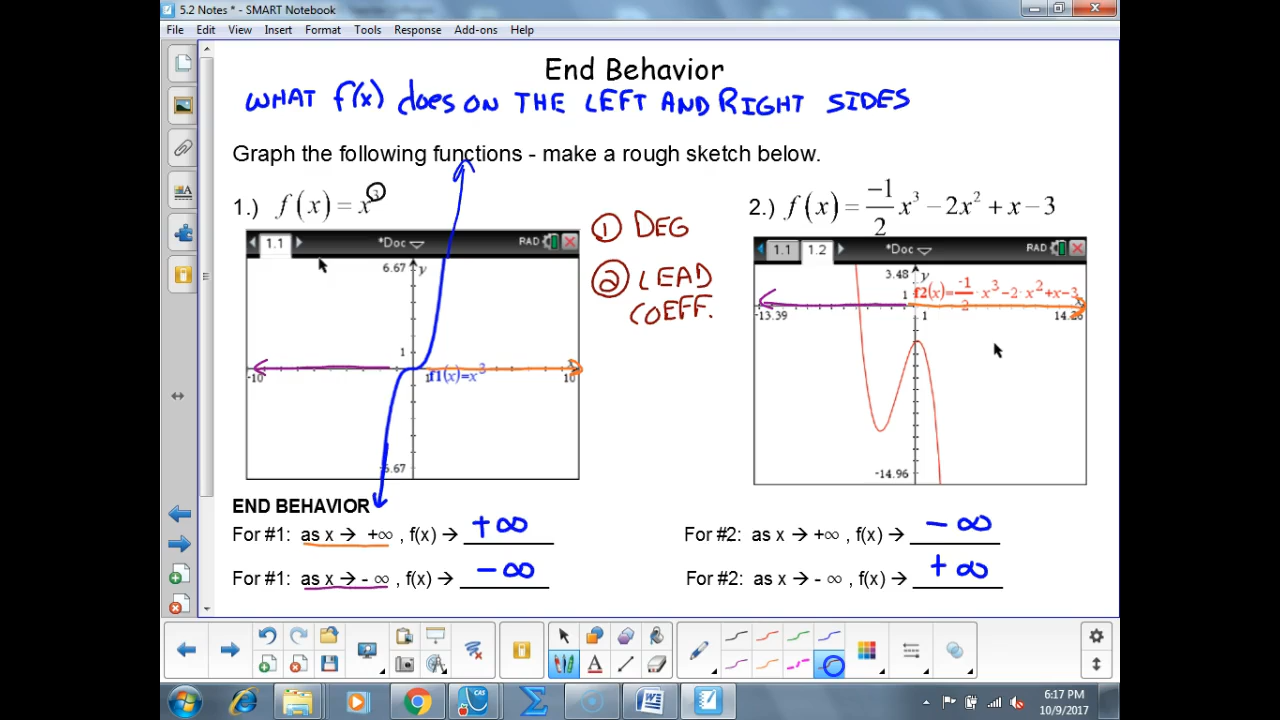 5.2 Notes * - SMART Notebook
File Edit View Insert Format Tools Response Add-ons Help
End Behavior
WHAT f(x) does ON THE LEFT AND RIGHT SIDES
Graph the following functions - make a rough sketch below.
1.) f(x) = x³
① DEG
② LEAD
COEFF.
2.) f(x) = -1/2 x³ − 2x² + x − 3
1.1 *Doc RAD
6.67 y
1
-10 1 f1(x)=x³ 10 x
-6.67
1.1 1.2 *Doc RAD
3.48 y
f2(x)=-1/2·x³−2·x²+x−3
1
-13.39 1 14.26
-14.96
END BEHAVIOR
For #1: as x → +∞ , f(x) → +∞
For #2: as x → +∞ , f(x) → − ∞
For #1: as x → - ∞ , f(x) → − ∞
For #2: as x → - ∞ , f(x) → + ∞
CAS
6:17 PM
10/9/2017